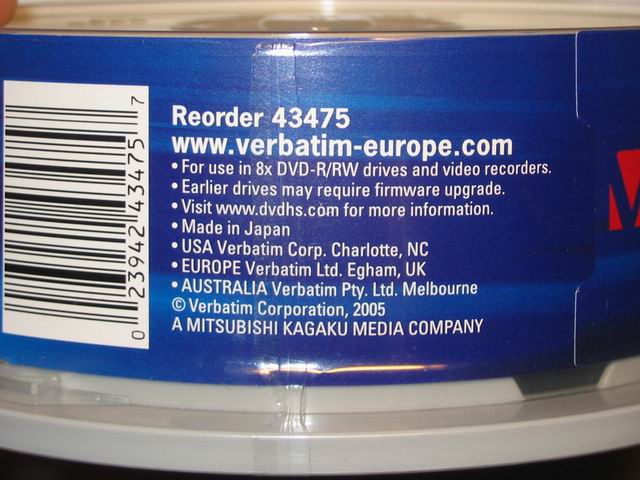 Reorder 43475
www.verbatim-europe.com
• For use in 8x DVD-R/RW drives and video recorders.
• Earlier drives may require firmware upgrade.
• Visit www.dvdhs.com for more information.
• Made in Japan
• USA Verbatim Corp. Charlotte, NC
• EUROPE Verbatim Ltd. Egham, UK
• AUSTRALIA Verbatim Pty. Ltd. Melbourne
© Verbatim Corporation, 2005
A MITSUBISHI KAGAKU MEDIA COMPANY
0 23942 43475 7